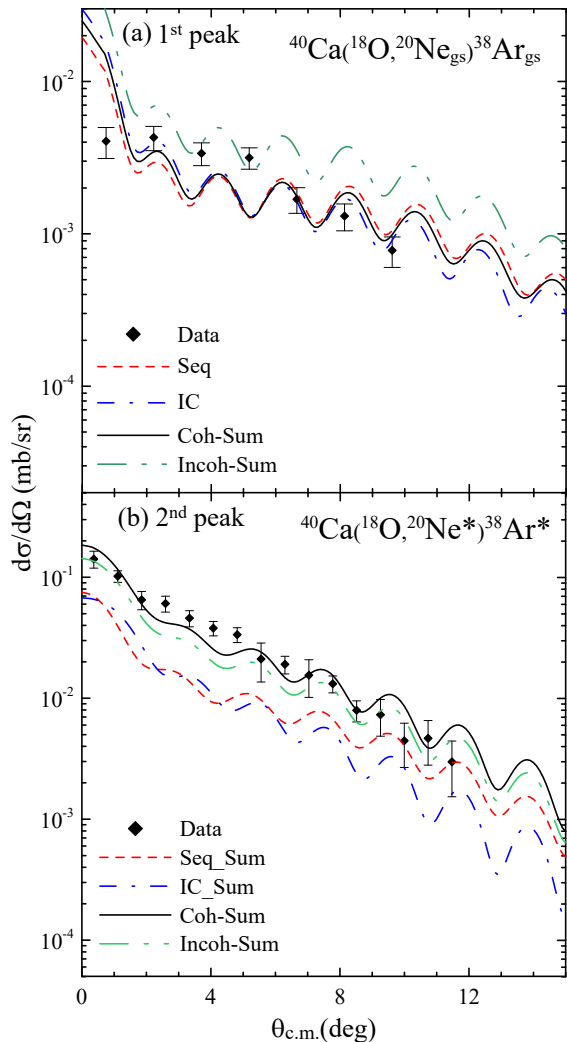 (a) 1st peak 40Ca(18O,20Negs)38Args
10-2
10-3
10-4
Data
Seq
IC
Coh-Sum
Incoh-Sum
dσ/dΩ (mb/sr)
(b) 2nd peak 40Ca(18O,20Ne*)38Ar*
10-1
10-2
10-3
10-4
Data
Seq_Sum
IC_Sum
Coh-Sum
Incoh-Sum
0 4 8 12
θc.m.(deg)